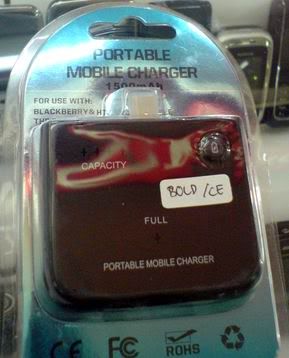 PORTABLE
MOBILE CHARGER
1500mAh
FOR USE WITH:
BLACKBERRY &
CAPACITY
BOLD/CE
FULL
+
PORTABLE MOBILE CHARGER
CE FC ROHS